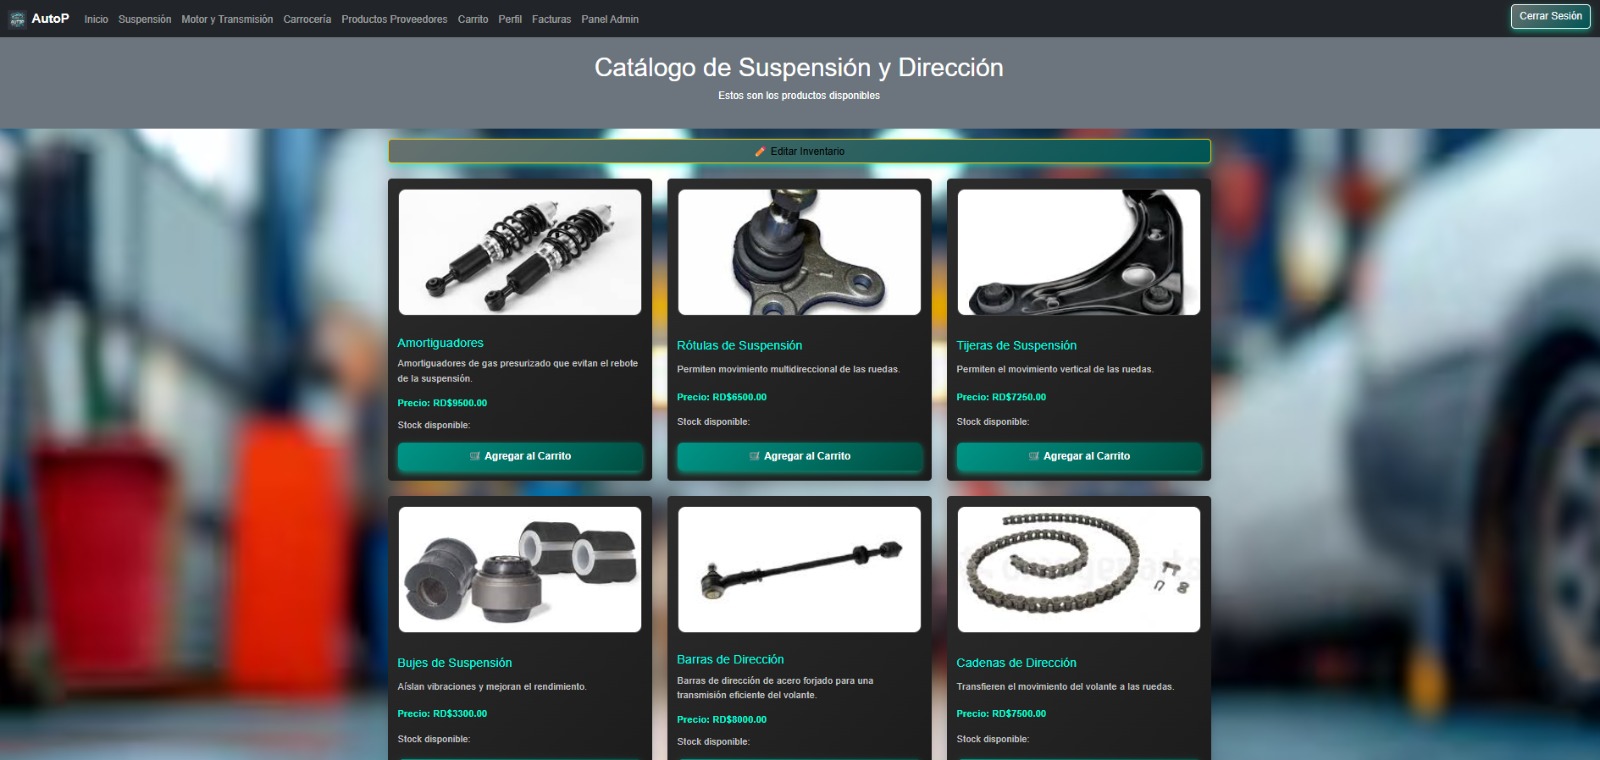 AutoP Inicio Suspensión Motor y Transmisión Carrocería Productos Proveedores Carrito Perfil Facturas Panel Admin Cerrar Sesión
Catálogo de Suspensión y Dirección
Estos son los productos disponibles
Editar Inventario
Amortiguadores
Amortiguadores de gas presurizado que evitan el rebote
de la suspensión.
Precio: RD$9500.00
Stock disponible:
Agregar al Carrito
Rótulas de Suspensión
Permiten movimiento multidireccional de las ruedas.
Precio: RD$6500.00
Stock disponible:
Agregar al Carrito
Tijeras de Suspensión
Permiten el movimiento vertical de las ruedas.
Precio: RD$7250.00
Stock disponible:
Agregar al Carrito
Bujes de Suspensión
Aíslan vibraciones y mejoran el rendimiento.
Precio: RD$3300.00
Stock disponible:
Barras de Dirección
Barras de dirección de acero forjado para una
transmisión eficiente del volante.
Precio: RD$8000.00
Stock disponible:
Cadenas de Dirección
Transfieren el movimiento del volante a las ruedas.
Precio: RD$7500.00
Stock disponible: